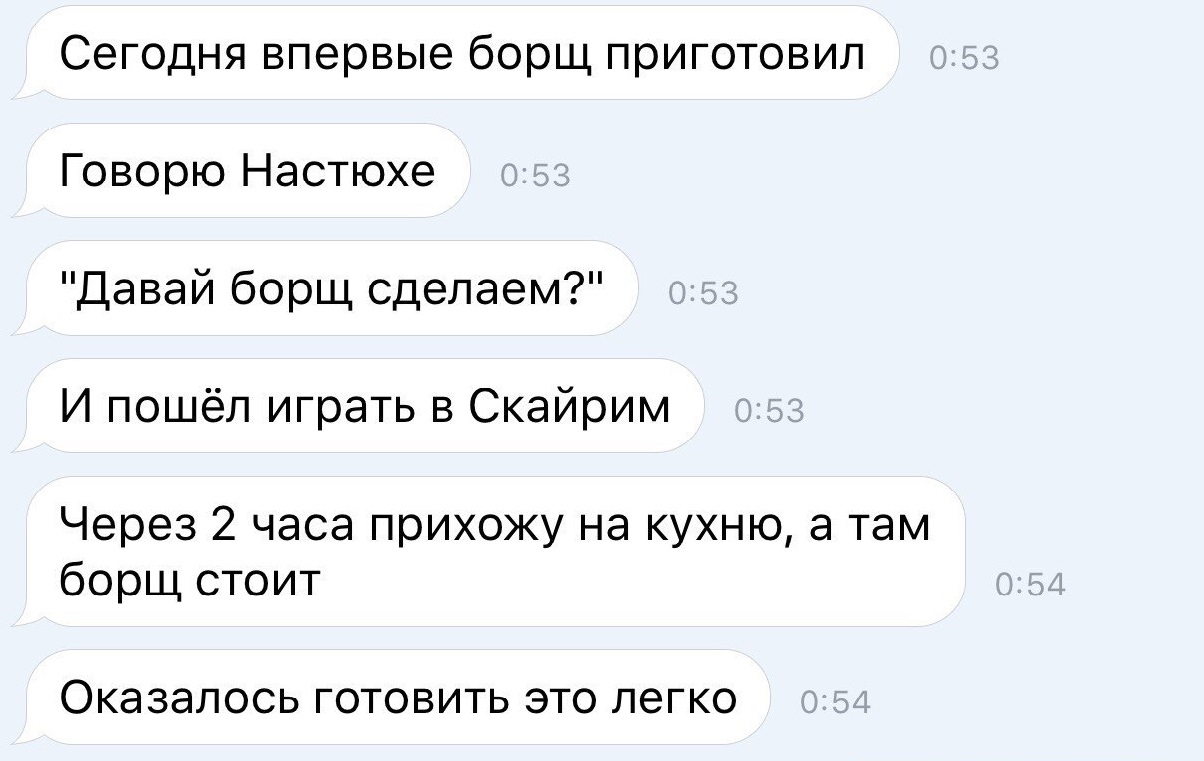 Сегодня впервые борщ приготовил 0:53
Говорю Настюхе 0:53
"Давай борщ сделаем?" 0:53
И пошёл играть в Скайрим 0:53
Через 2 часа прихожу на кухню, а там
борщ стоит 0:54
Оказалось готовить это легко 0:54